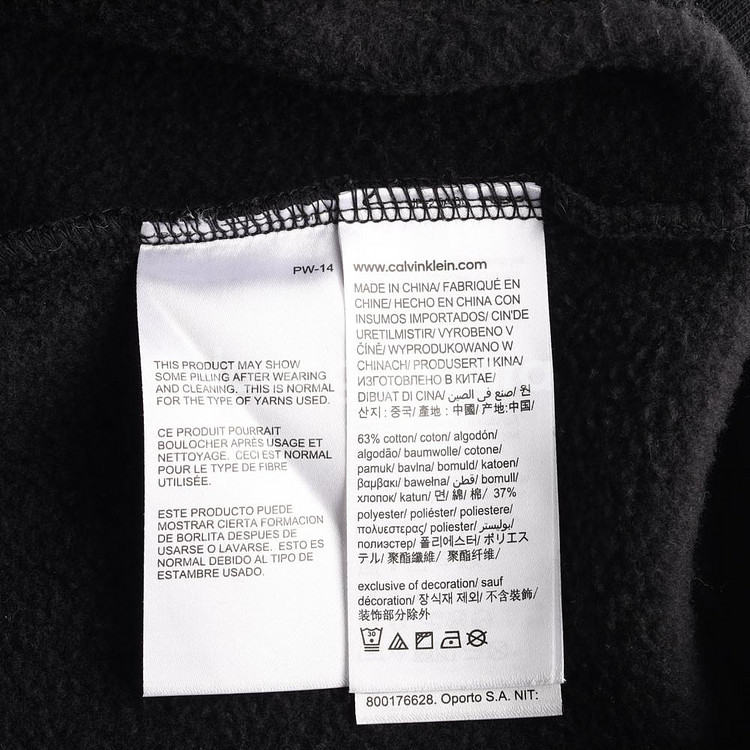 PW-14
THIS PRODUCT MAY SHOW
SOME PILLING AFTER WEARING
AND CLEANING. THIS IS NORMAL
FOR THE TYPE OF YARNS USED.
CE PRODUIT POURRAIT
BOULOCHER APRÈS USAGE ET
NETTOYAGE. CECI EST NORMAL
POUR LE TYPE DE FIBRE
UTILISÉE.
ESTE PRODUCTO PUEDE
MOSTRAR CIERTA FORMACION
DE BORLITA DESPUES DE
USARSE O LAVARSE. ESTO ES
NORMAL DEBIDO AL TIPO DE
ESTAMBRE USADO.
www.calvinklein.com
MADE IN CHINA/ FABRIQUÉ EN
CHINE/ HECHO EN CHINA CON
INSUMOS IMPORTADOS/ CIN'DE
URETILMISTIR/ VYROBENO V
ČÍNĚ/ WYPRODUKOWANO W
CHINACH/ PRODUSERT I KINA/
ИЗГОТОВЛЕНО В КИТАЕ/
DIBUAT DI CINA/ صنع في الصين/ 원
산지 : 중국/ 產地 : 中國/ 产地:中国/
63% cotton/ coton/ algodón/
algodão/ baumwolle/ cotone/
pamuk/ bavlna/ bomuld/ katoen/
βαμβακι/ bawełna/ قطن/ bomull/
хлопок/ katun/ 면/ 綿/ 棉/ 37%
polyester/ poliéster/ poliestere/
πολυεστερας/ poliester/ بوليستر/
полиэстер/ 폴리에스터/ ポリエス
テル/ 聚酯纖維/ 聚酯纤维/
exclusive of decoration/ sauf
décoration/ 장식재 제외/ 不含裝飾/
装饰部分除外
30
800176628. Oporto S.A. NIT: